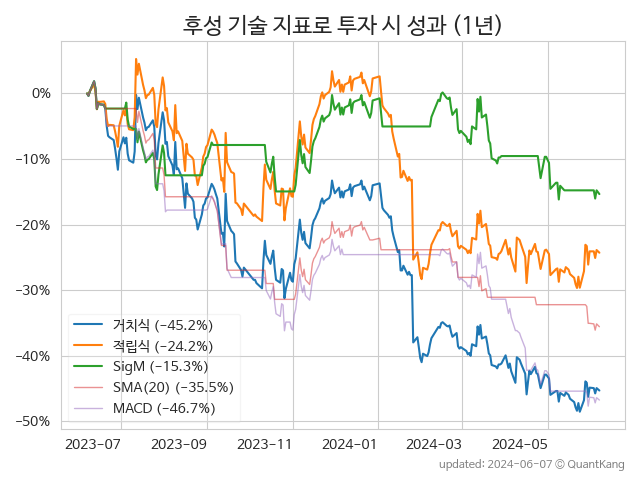 후성 기술 지표로 투자 시 성과 (1년)
0%
−10%
−20%
−30%
−40%
−50%
거치식 (−45.2%)
적립식 (−24.2%)
SigM (−15.3%)
SMA(20) (−35.5%)
MACD (−46.7%)
2023−07 2023−09 2023−11 2024−01 2024−03 2024−05
updated: 2024−06−07 © QuantKang